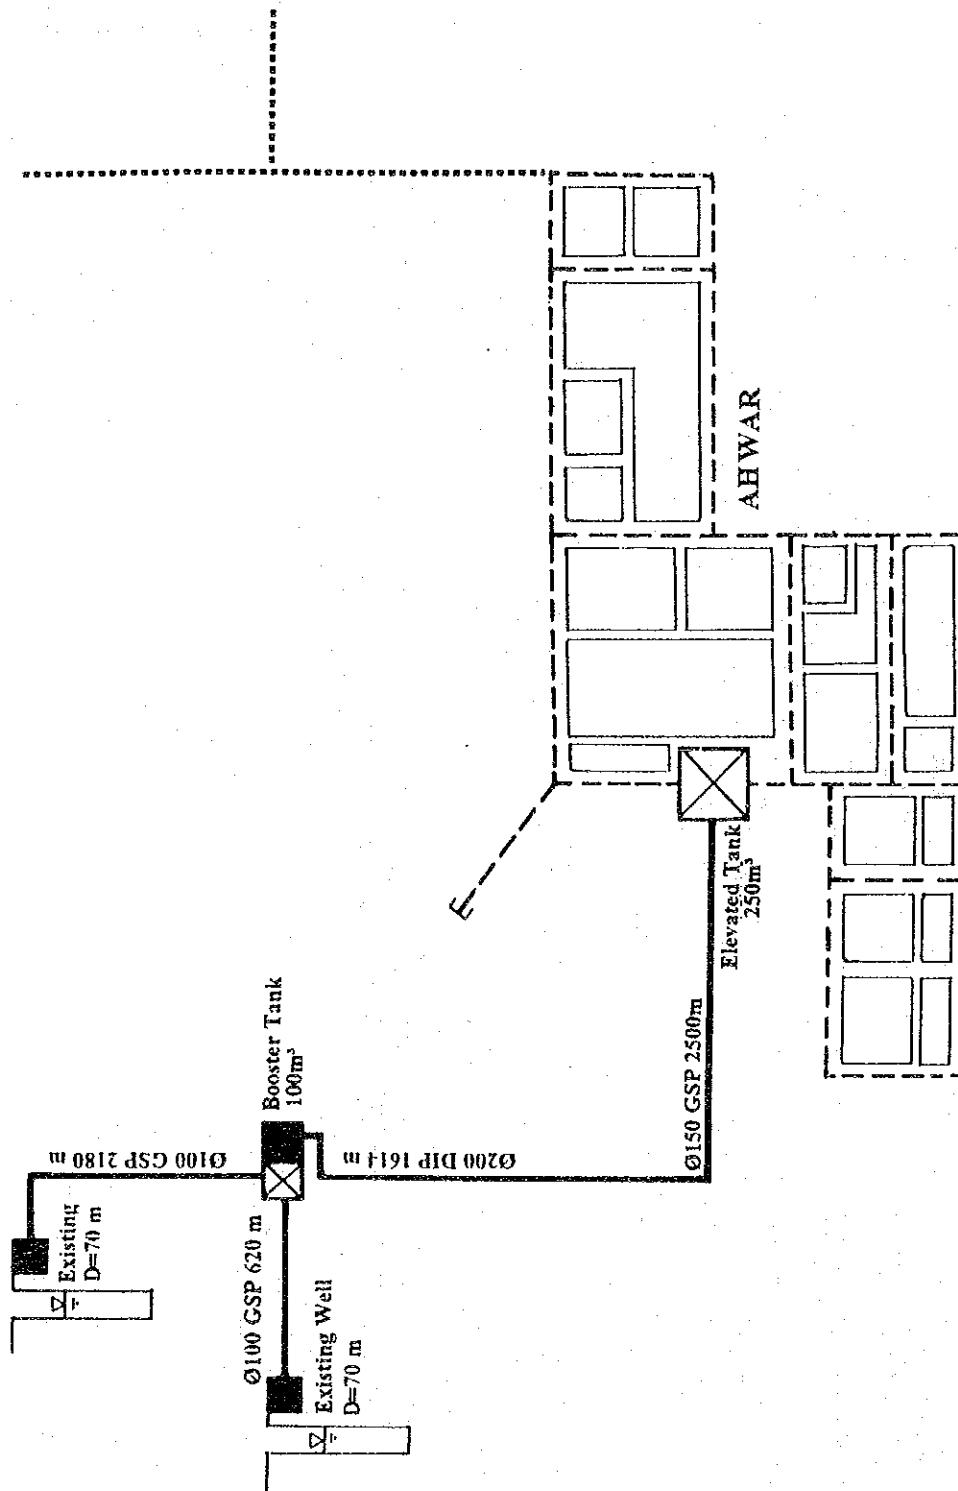 AHWAR
Elevated Tank
250m³
Booster Tank
100m³
Ø150 GSP 2500m
Ø200 DIP 1614 m
Ø100 GSP 2180 m
Existing
D=70 m
Ø100 GSP 620 m
Existing Well
D=70 m